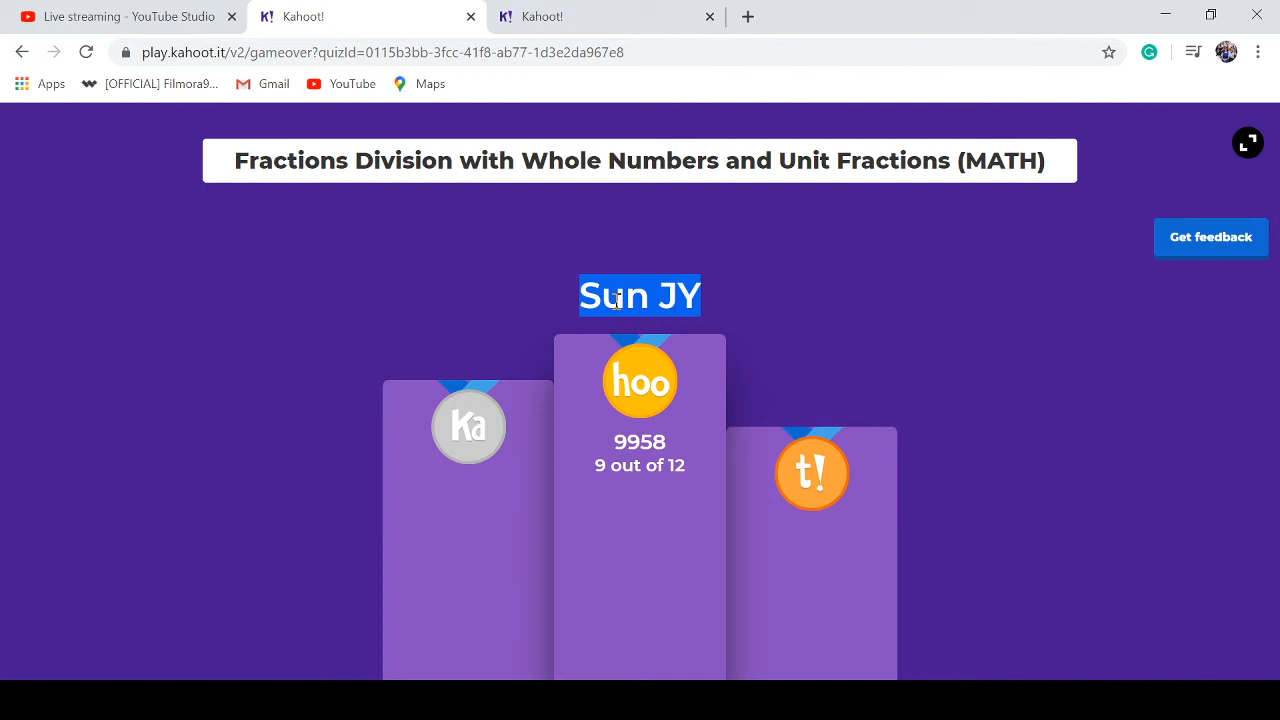 Live streaming - YouTube Studio
Kahoot!
Kahoot!
play.kahoot.it/v2/gameover?quizId=0115b3bb-3fcc-41f8-ab77-1d3e2da967e8
Apps
[OFFICIAL] Filmora9...
Gmail
YouTube
Maps
Fractions Division with Whole Numbers and Unit Fractions (MATH)
Get feedback
Sun JY
hoo
9958
9 out of 12
Ka
t!